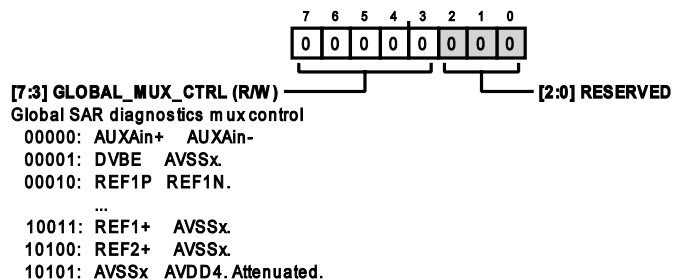 7 6 5 4 3 2 1 0
0 0 0 0 0 0 0 0
[7:3] GLOBAL_MUX_CTRL (R/W) [2:0] RESERVED
Global SAR diagnostics mux control
00000: AUXAin+ AUXAin-
00001: DVBE AVSSx.
00010: REF1P REF1N.
...
10011: REF1+ AVSSx.
10100: REF2+ AVSSx.
10101: AVSSx AVDD4. Attenuated.